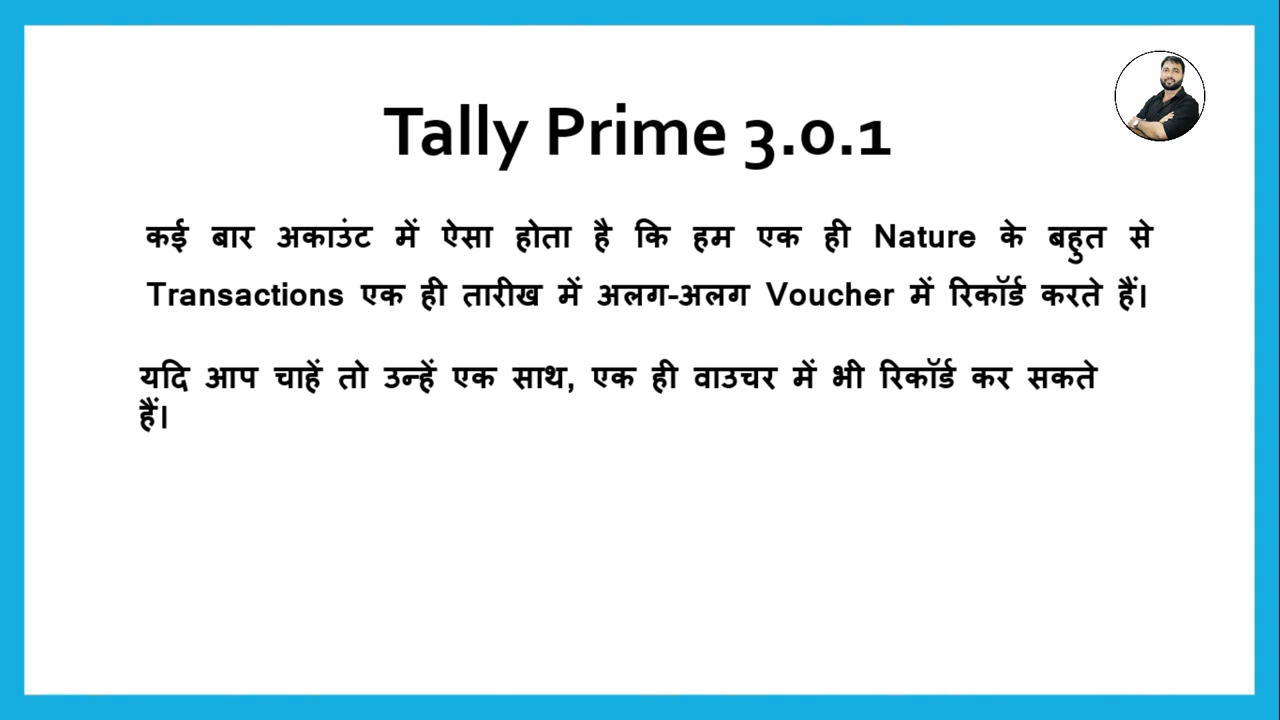 Tally Prime 3.0.1
कई बार अकाउंट में ऐसा होता है कि हम एक ही Nature के बहुत से
Transactions एक ही तारीख में अलग-अलग Voucher में रिकॉर्ड करते हैं।
यदि आप चाहें तो उन्हें एक साथ, एक ही वाउचर में भी रिकॉर्ड कर सकते
हैं।